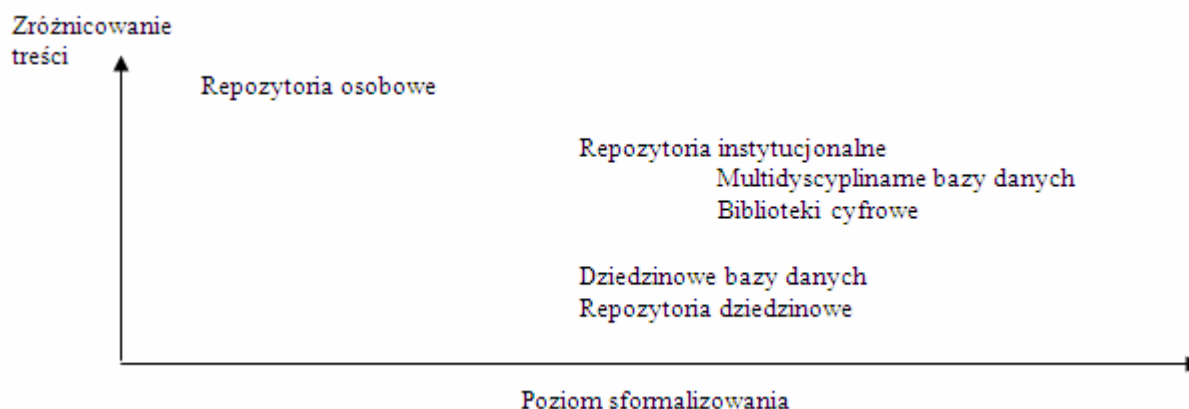 Zróżnicowanie
treści
Repozytoria osobowe
Repozytoria instytucjonalne
Multidyscyplinarne bazy danych
Biblioteki cyfrowe
Dziedzinowe bazy danych
Repozytoria dziedzinowe
Poziom sformalizowania